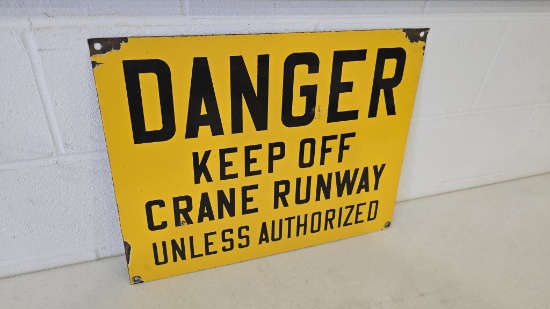 DANGER
KEEP OFF
CRANE RUNWAY
UNLESS AUTHORIZED